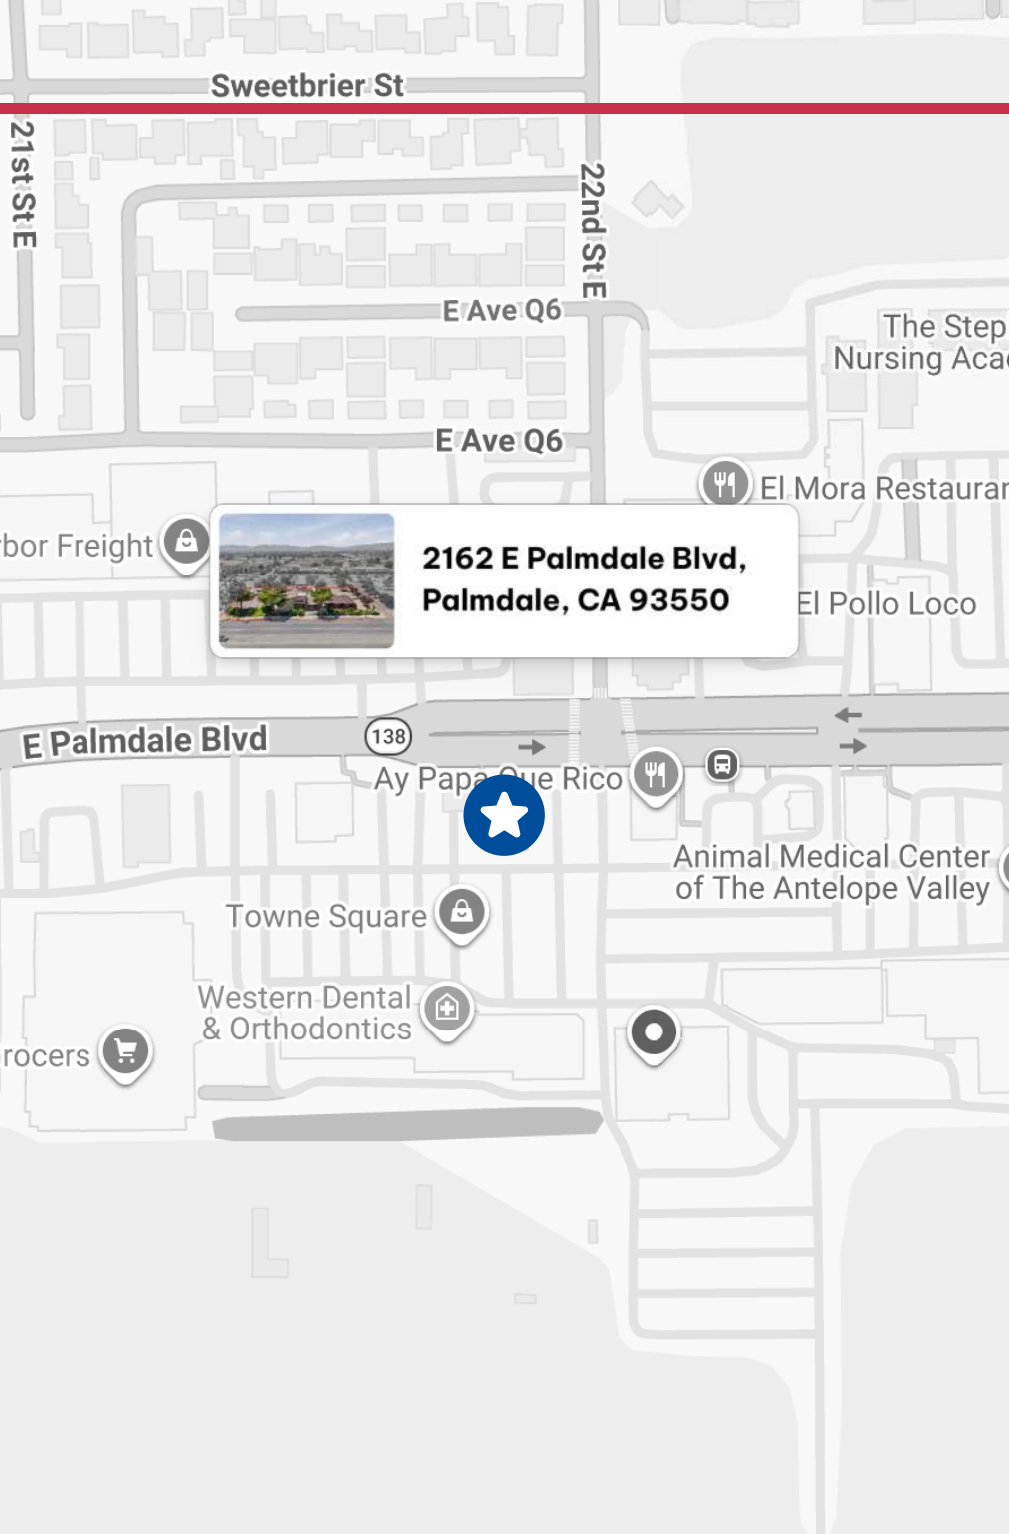 Sweetbrier St
21st St E
22nd St E
E Ave Q6
The Step
Nursing Aca
E Ave Q6
El Mora Restauran
rbor Freight
2162 E Palmdale Blvd,
Palmdale, CA 93550
El Pollo Loco
E Palmdale Blvd
138
Ay Papa Que Rico
Animal Medical Center
of The Antelope Valley
Towne Square
Western Dental
& Orthodontics
rocers